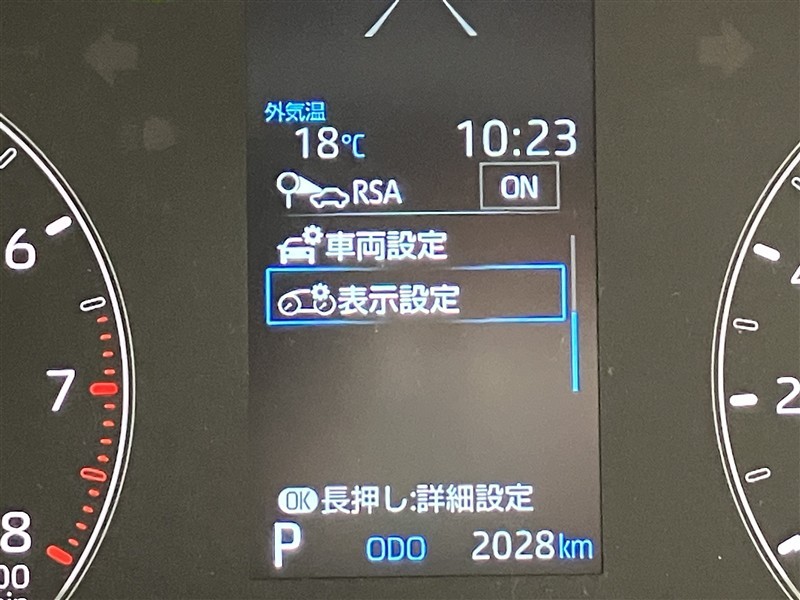 外気温
18℃ 10:23
RSA ON
車両設定
表示設定
OK 長押し:詳細設定
P ODO 2028km
6
7
8
2